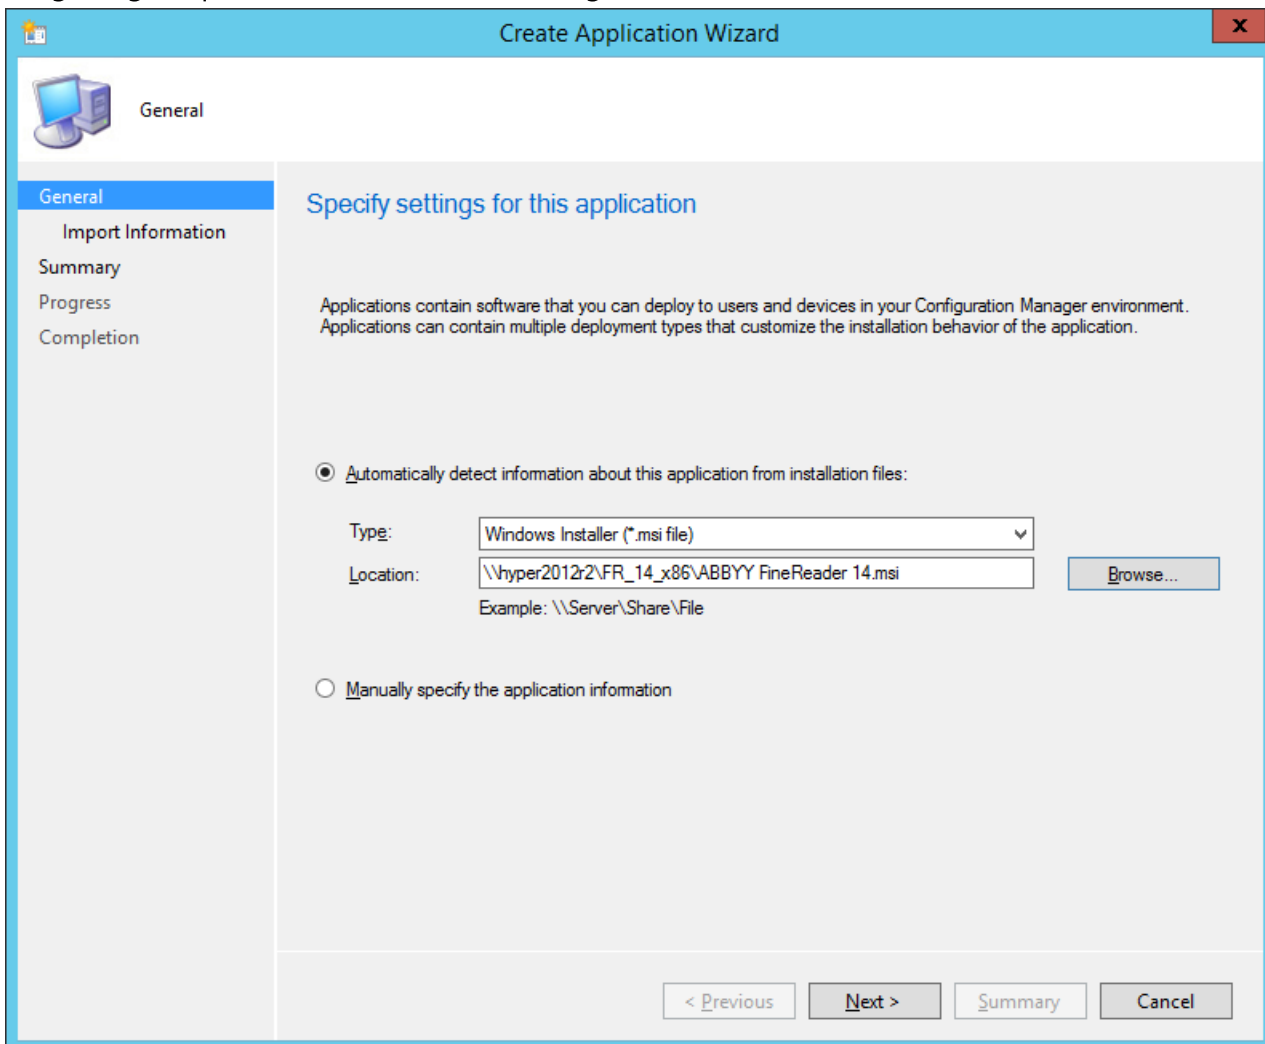 Create Application Wizard
x
General
General
Import Information
Summary
Progress
Completion
Specify settings for this application
Applications contain software that you can deploy to users and devices in your Configuration Manager environment.
Applications can contain multiple deployment types that customize the installation behavior of the application.
Automatically detect information about this application from installation files:
Type: Windows Installer (*.msi file)
Location: \\hyper2012r2\FR_14_x86\ABBYY FineReader 14.msi Browse...
Example: \\Server\Share\File
Manually specify the application information
< Previous Next > Summary Cancel